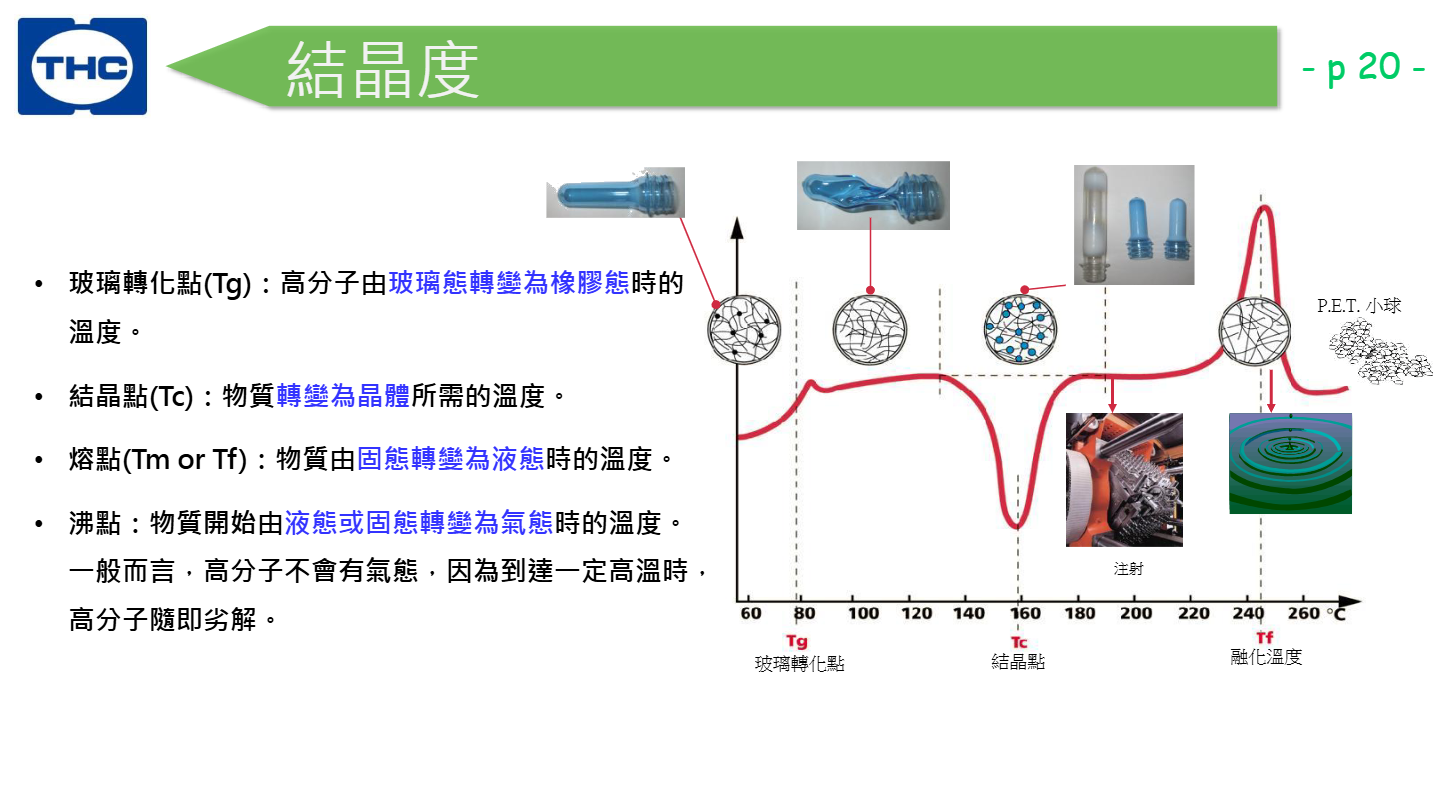 THC
結晶度
- p 20 -
• 玻璃轉化點(Tg)：高分子由玻璃態轉變為橡膠態時的
溫度。
• 結晶點(Tc)：物質轉變為晶體所需的溫度。
• 熔點(Tm or Tf)：物質由固態轉變為液態時的溫度。
• 沸點：物質開始由液態或固態轉變為氣態時的溫度。
一般而言，高分子不會有氣態，因為到達一定高溫時，
高分子隨即劣解。
P.E.T. 小球
注射
60 80 100 120 140 160 180 200 220 240 260 °C
Tg
玻璃轉化點
Tc
結晶點
Tf
融化溫度